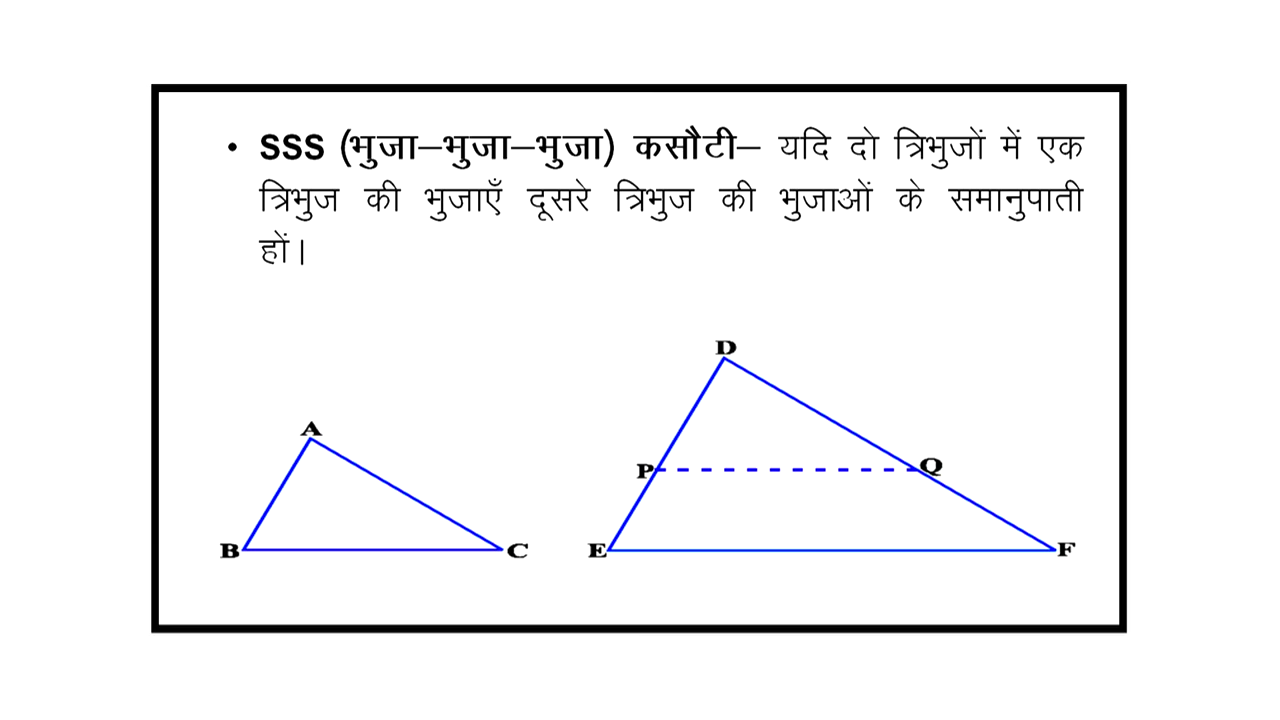 • SSS (भुजा–भुजा–भुजा) कसौटी– यदि दो त्रिभुजों में एक
त्रिभुज की भुजाएँ दूसरे त्रिभुज की भुजाओं के समानुपाती
हों।
D
A
P
Q
B
C
E
F